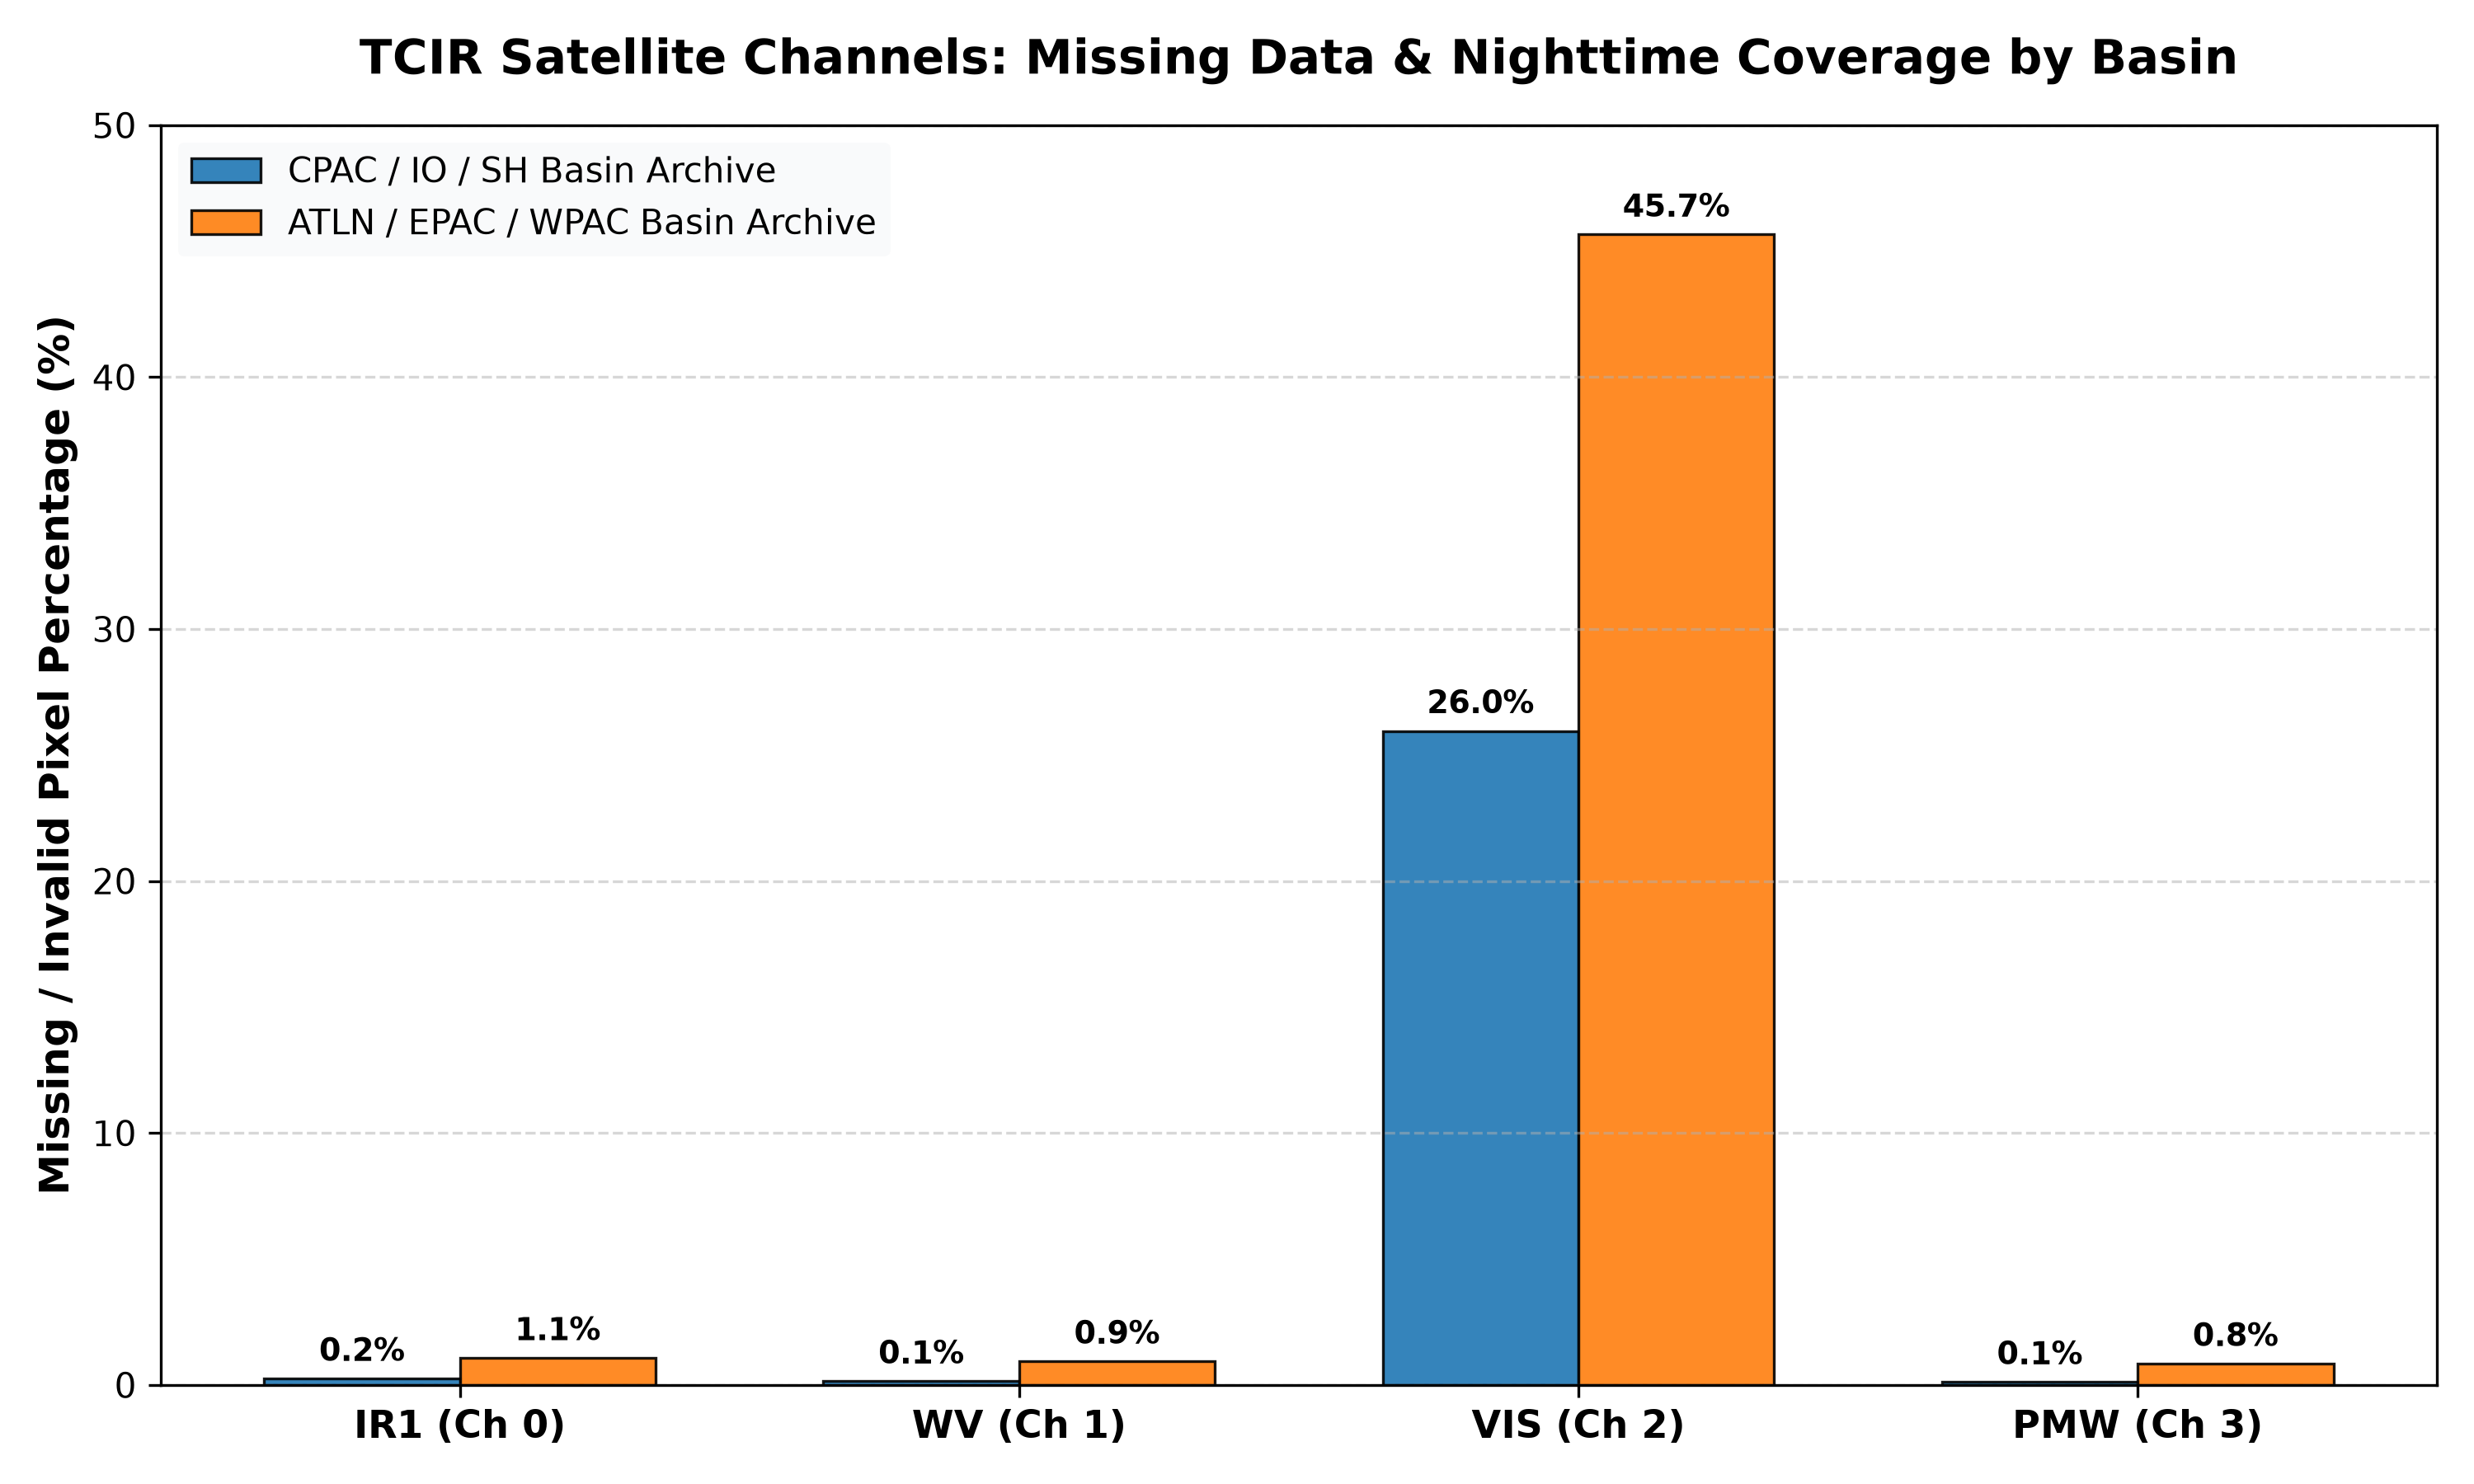 TCIR Satellite Channels: Missing Data & Nighttime Coverage by Basin
CPAC / IO / SH Basin Archive
ATLN / EPAC / WPAC Basin Archive
Missing / Invalid Pixel Percentage (%)
50
40
30
20
10
0
0.2%
1.1%
0.1%
0.9%
26.0%
45.7%
0.1%
0.8%
IR1 (Ch 0)
WV (Ch 1)
VIS (Ch 2)
PMW (Ch 3)